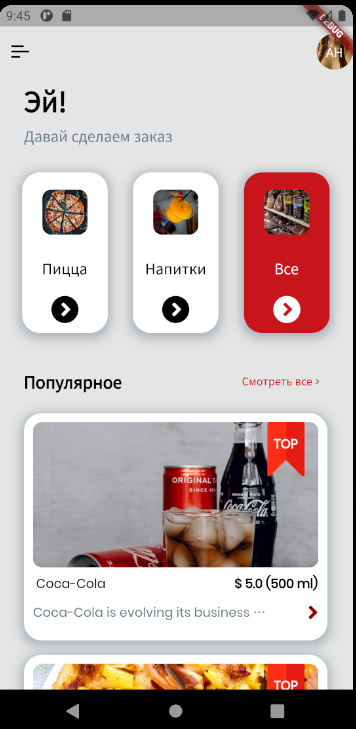 9:45
DEBUG
AH
Эй!
Давай сделаем заказ
Пицца
Напитки
Все
Популярное
Смотреть все >
TOP
ORIGINAL
SINCE
Coca-Cola
Coca-Cola
$ 5.0 (500 ml)
Coca-Cola is evolving its business ...
TOP